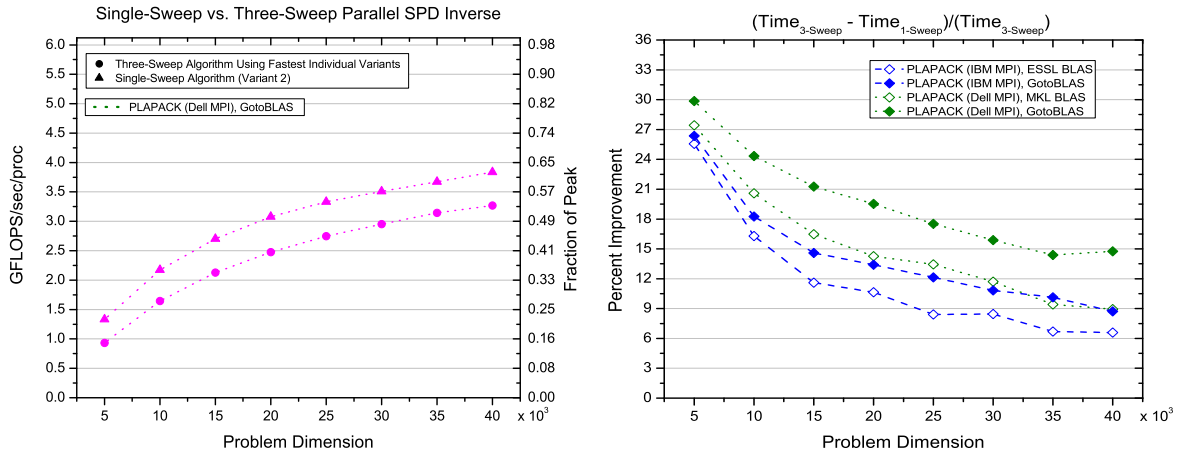 Single-Sweep vs. Three-Sweep Parallel SPD Inverse
6.0
5.5
5.0
4.5
4.0
3.5
3.0
2.5
2.0
1.5
1.0
0.5
0.0
GFLOPS/sec/proc
Three-Sweep Algorithm Using Fastest Individual Variants
Single-Sweep Algorithm (Variant 2)
PLAPACK (Dell MPI), GotoBLAS
0.98
0.90
0.82
0.74
0.65
0.57
0.49
0.41
0.33
0.25
0.16
0.08
0.00
Fraction of Peak
5 10 15 20 25 30 35 40 x 10³
Problem Dimension
(Time3-Sweep - Time1-Sweep)/(Time3-Sweep)
36
33
30
27
24
21
18
15
12
9
6
3
0
Percent Improvement
PLAPACK (IBM MPI), ESSL BLAS
PLAPACK (IBM MPI), GotoBLAS
PLAPACK (Dell MPI), MKL BLAS
PLAPACK (Dell MPI), GotoBLAS
5 10 15 20 25 30 35 40 x 10³
Problem Dimension